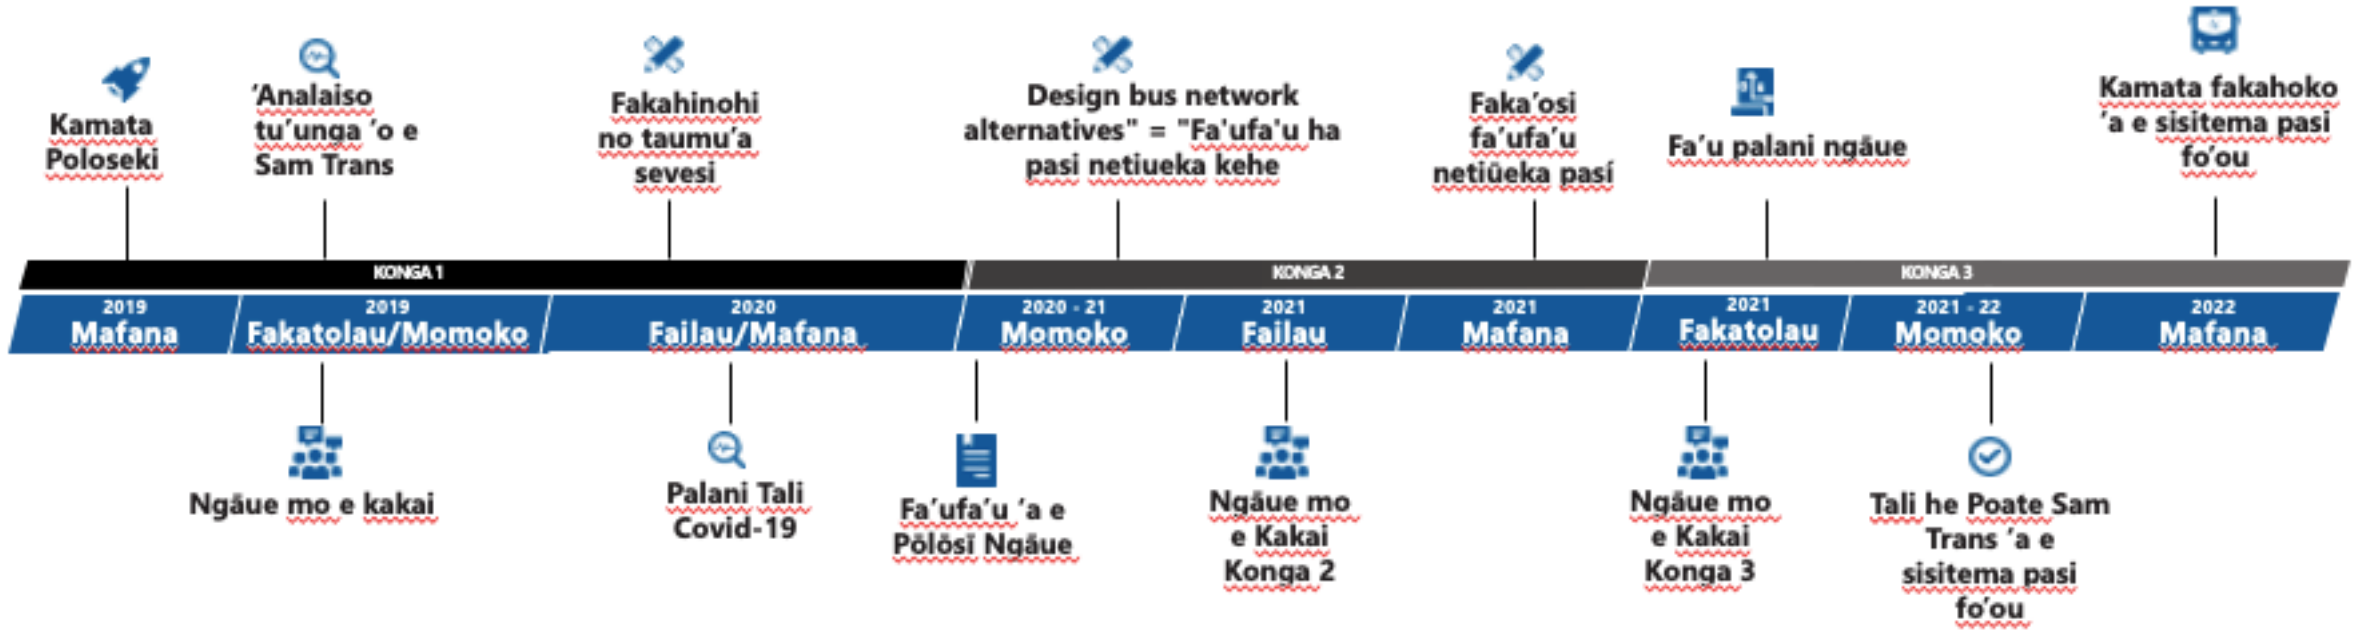 Kamata
Poloseki
‘Analaiso
tu’unga ‘o e
Sam Trans
Fakahinohi
no taumu’a
sevesi
Design bus network
alternatives" = "Fa'ufa'u ha
pasi netiueka kehe
Faka’osi
fa’ufa’u
netiūeka pasí
Fa’u palani ngāue
Kamata fakahoko
‘a e sisitema pasi
fo’ou
KONGA 1
KONGA 2
KONGA 3
2019
Mafana
2019
Fakatolau/Momoko
2020
Failau/Mafana
2020 - 21
Momoko
2021
Failau
2021
Mafana
2021
Fakatolau
2021 - 22
Momoko
2022
Mafana
Ngāue mo e kakai
Palani Tali
Covid-19
Fa’ufa’u ‘a e
Pōlōsī Ngāue
Ngāue mo
e Kakai
Konga 2
Ngāue mo
e Kakai
Konga 3
Tali he Poate Sam
Trans ‘a e
sisitema pasi
fo’ou